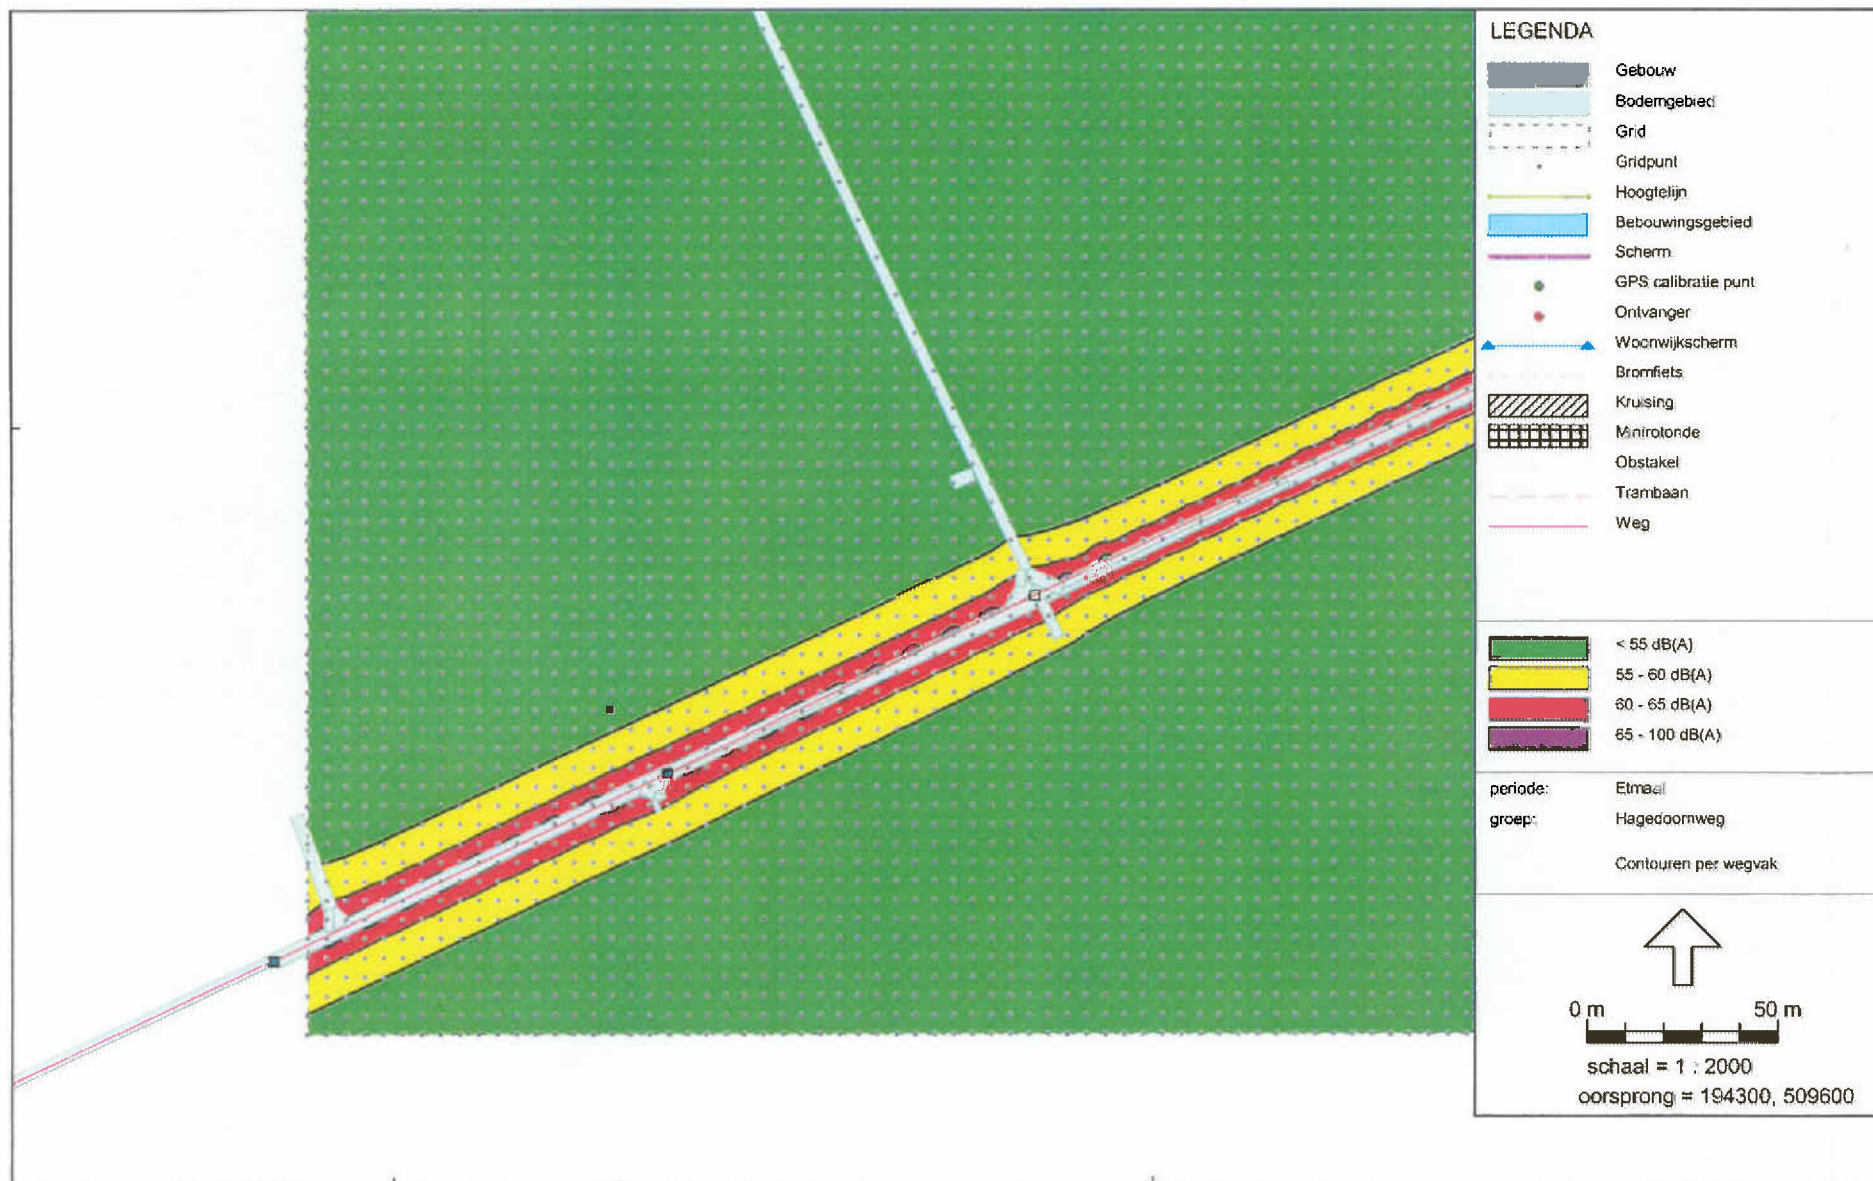 LEGENDA
Gebouw
Bodemgebied
Grid
Gridpunt
Hoogtelijn
Bebouwingsgebied
Scherm
GPS calibratie punt
Ontvanger
Woonwijkscherm
Bromfiets
Kruising
Minirotonde
Obstakel
Trambaan
Weg
< 55 dB(A)
55 - 60 dB(A)
60 - 65 dB(A)
65 - 100 dB(A)
periode: Etmaal
groep: Hagedoornweg
Contouren per wegvak
0 m 50 m
schaal = 1 : 2000
oorsprong = 194300, 509600